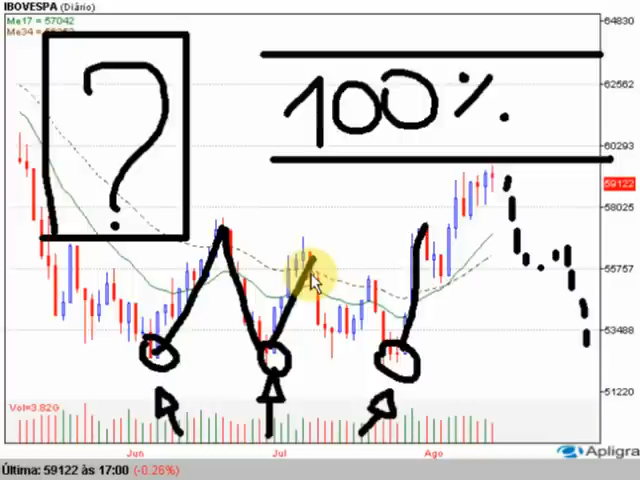 IBOVESPA (Diário)
Me17 = 57042
Me34 =
64830
?
100%.
62562
60293
59122
58025
55757
53488
51220
Vol=3.82G
Jun
Jul
Ago
Apligra
Última: 59122 às 17:00 (-0.26%)